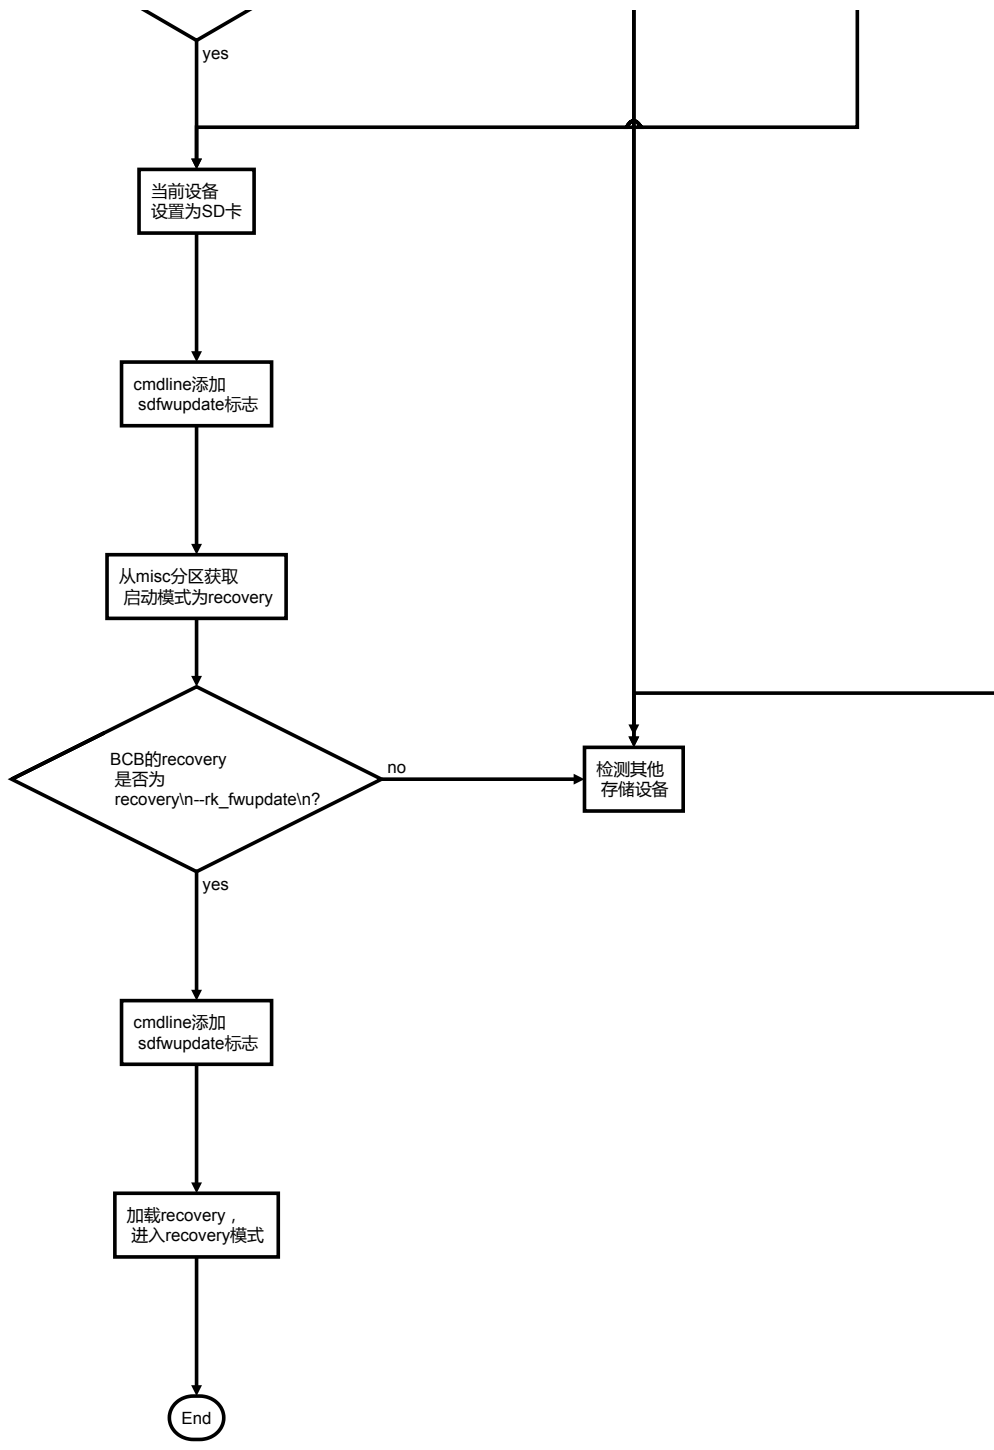 yes
当前设备
设置为SD卡
cmdline添加
sdfwupdate标志
从misc分区获取
启动模式为recovery
BCB的recovery
是否为
recovery\n--rk_fwupdate\n?
no
检测其他
存储设备
yes
cmdline添加
sdfwupdate标志
加载recovery，
进入recovery模式
End